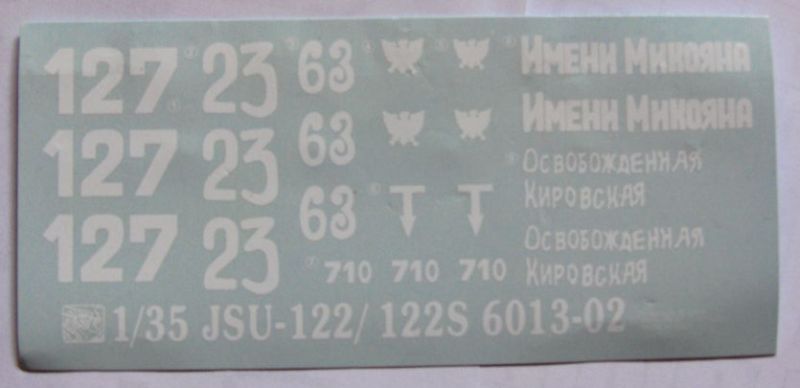 127 23 63 Имени Микояна
127 23 63 Имени Микояна
127 23 63 Т Т Освобожденная
Кировская
Освобожденная
710 710 710 Кировская
1/35 JSU-122/ 122S 6013-02